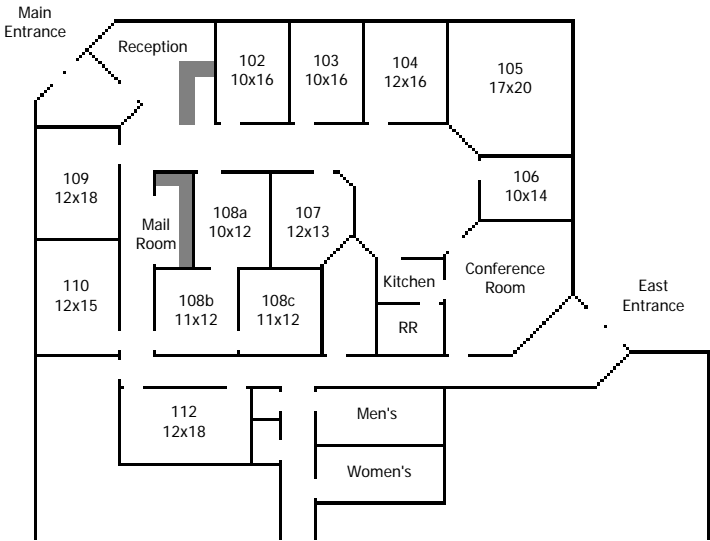 Main
Entrance
Reception
102
10x16
103
10x16
104
12x16
105
17x20
109
12x18
106
10x14
Mail
Room
108a
10x12
107
12x13
110
12x15
108b
11x12
108c
11x12
Kitchen
RR
Conference
Room
East
Entrance
112
12x18
Men's
Women's